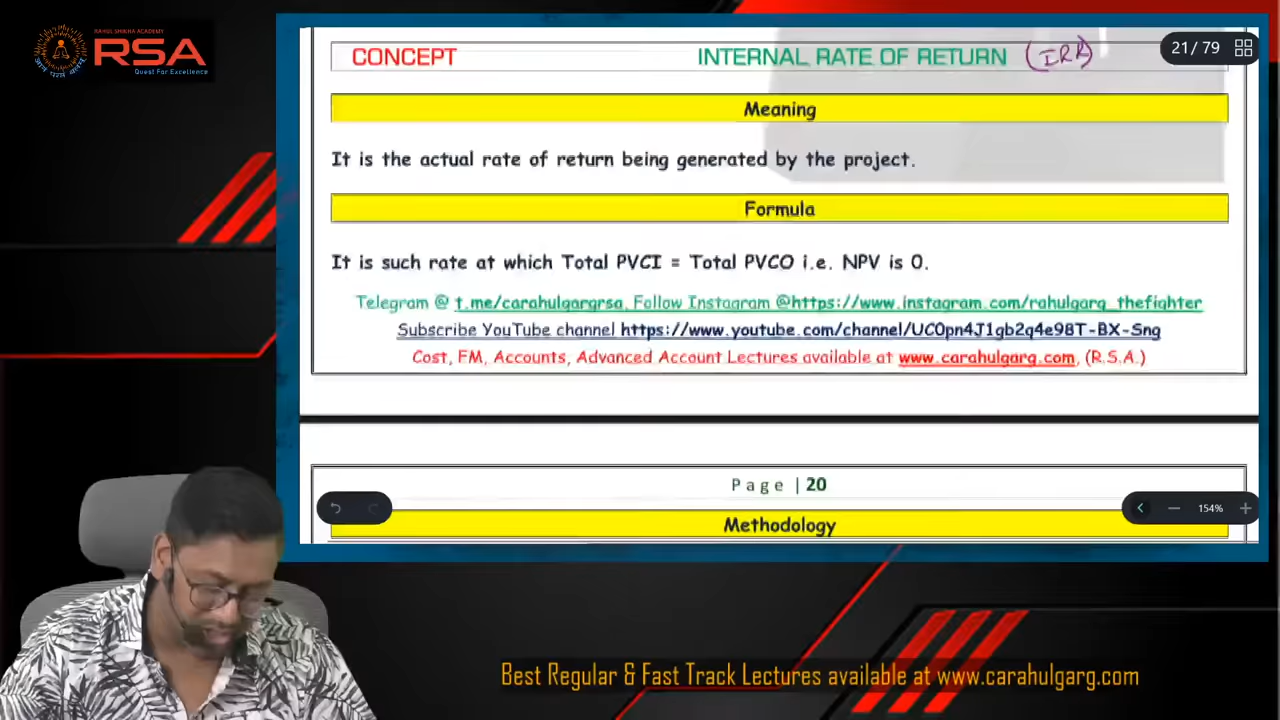 RAHUL SHIKHA ACADEMY
RSA
Quest For Excellence
CONCEPT INTERNAL RATE OF RETURN (IRR)
21 / 79
Meaning
It is the actual rate of return being generated by the project.
Formula
It is such rate at which Total PVCI = Total PVCO i.e. NPV is 0.
Telegram @ t.me/carahulgargrsa, Follow Instagram @https://www.instagram.com/rahulgarg_thefighter
Subscribe YouTube channel https://www.youtube.com/channel/UC0pn4J1gb2q4e98T-BX-Sng
Cost, FM, Accounts, Advanced Account Lectures available at www.carahulgarg.com, (R.S.A.)
Page | 20
154%
Methodology
Best Regular & Fast Track Lectures available at www.carahulgarg.com